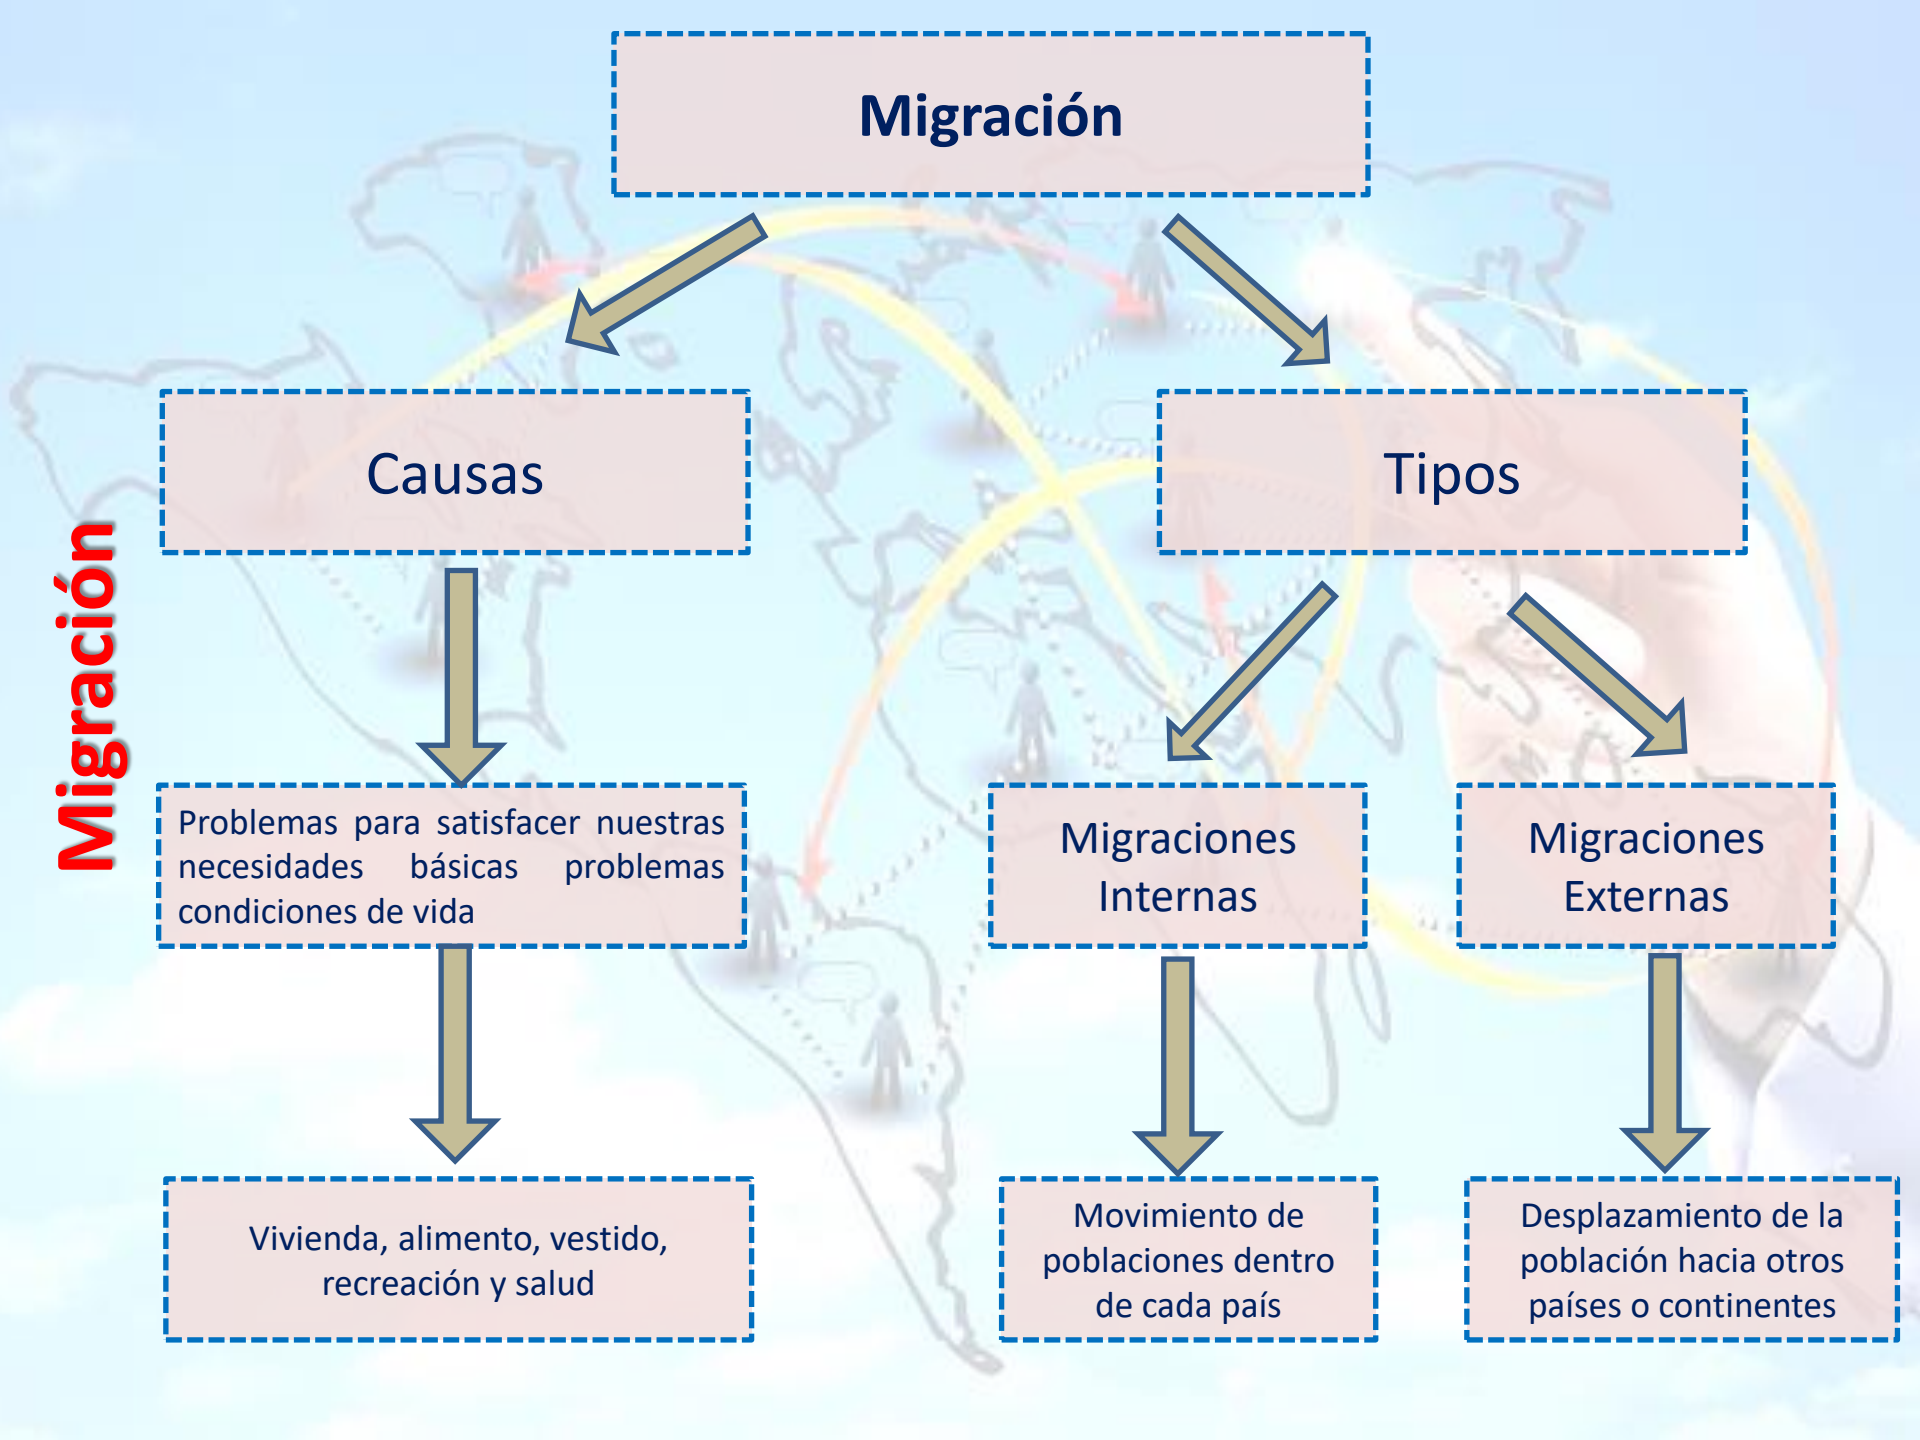 Migración
Causas
Tipos
Migración
Problemas para satisfacer nuestras
necesidades básicas problemas
condiciones de vida
Migraciones
Internas
Migraciones
Externas
Vivienda, alimento, vestido,
recreación y salud
Movimiento de
poblaciones dentro
de cada país
Desplazamiento de la
población hacia otros
países o continentes